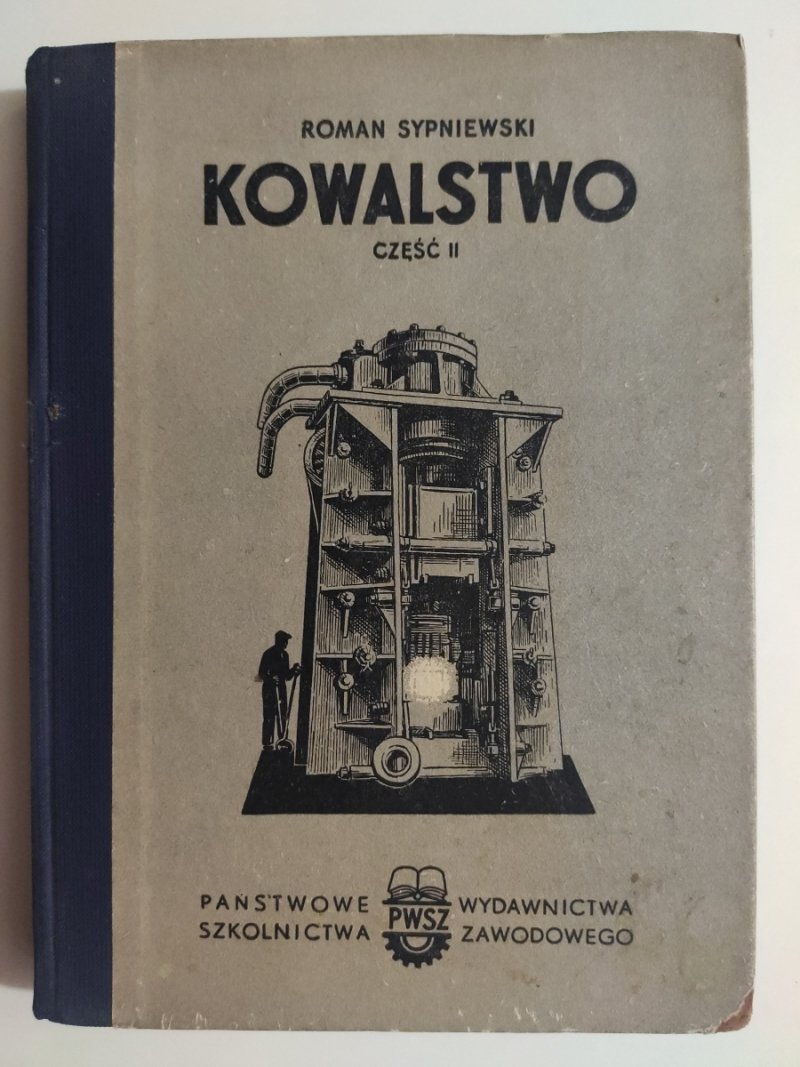 ROMAN SYPNIEWSKI
KOWALSTWO
CZĘŚĆ II
PAŃSTWOWE WYDAWNICTWA
PWSZ
SZKOLNICTWA ZAWODOWEGO